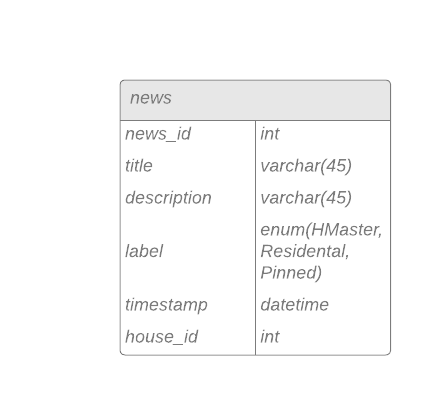 news
news_id int
title varchar(45)
description varchar(45)
label enum(HMaster,
Residental,
Pinned)
timestamp datetime
house_id int